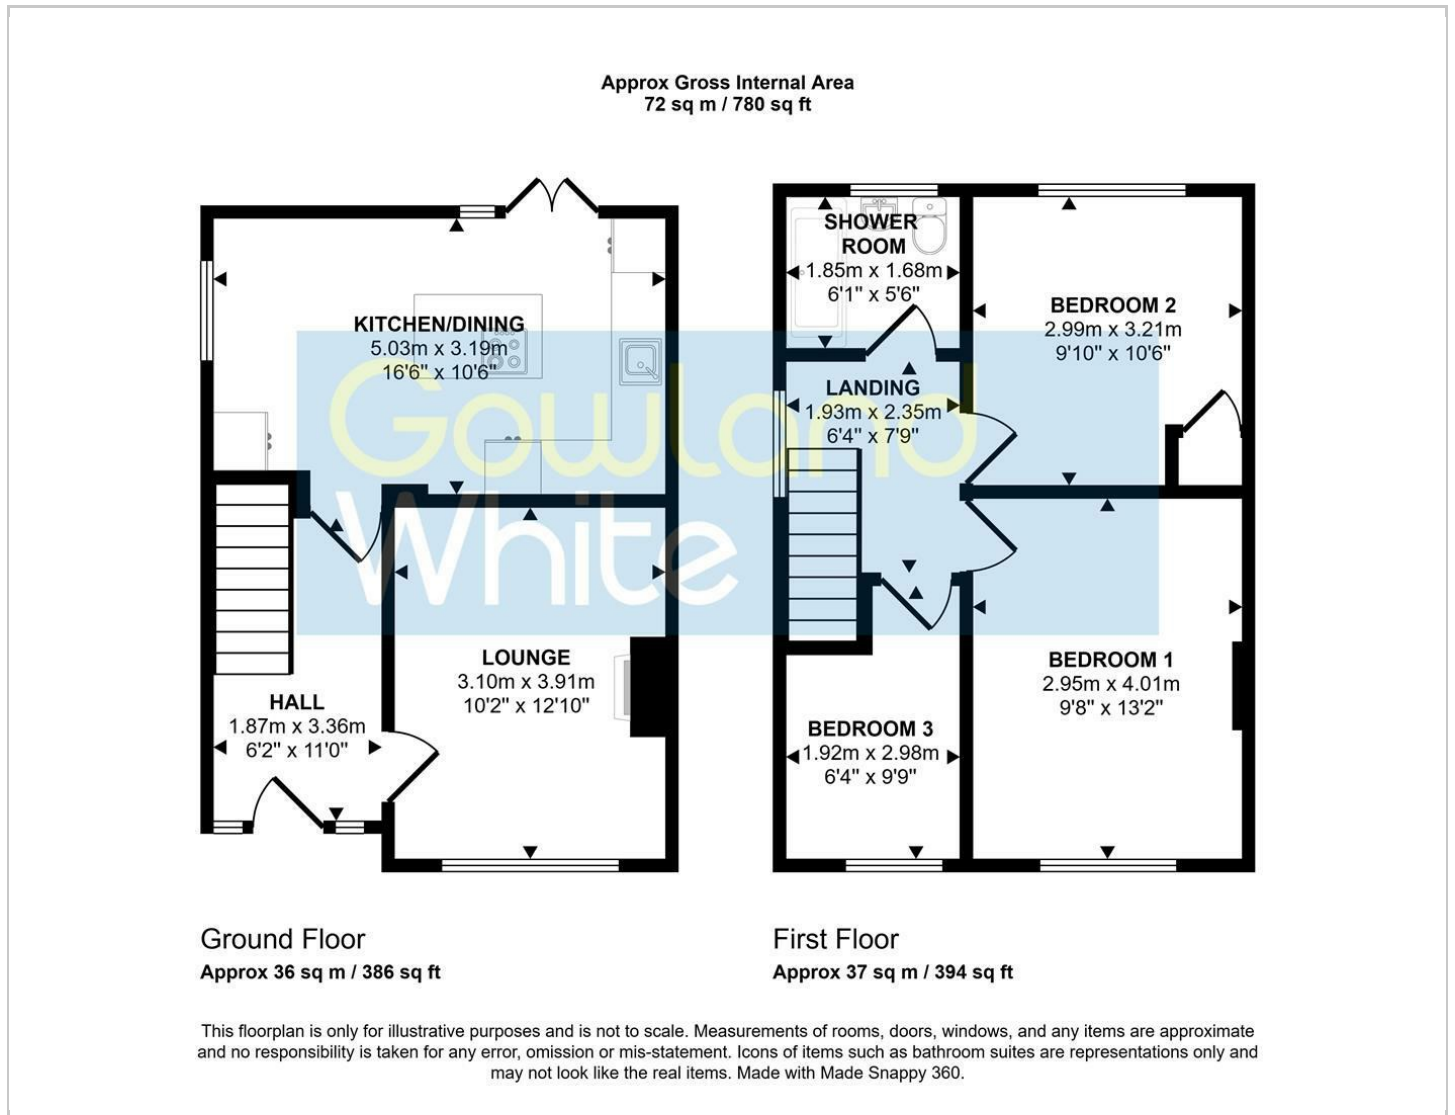 Approx Gross Internal Area
72 sq m / 780 sq ft
KITCHEN/DINING
5.03m x 3.19m
16'6" x 10'6"
LOUNGE
3.10m x 3.91m
10'2" x 12'10"
HALL
1.87m x 3.36m
6'2" x 11'0"
SHOWER
ROOM
1.85m x 1.68m
6'1" x 5'6"
BEDROOM 2
2.99m x 3.21m
9'10" x 10'6"
LANDING
1.93m x 2.35m
6'4" x 7'9"
BEDROOM 1
2.95m x 4.01m
9'8" x 13'2"
BEDROOM 3
1.92m x 2.98m
6'4" x 9'9"
Gowland
White
Ground Floor
Approx 36 sq m / 386 sq ft
First Floor
Approx 37 sq m / 394 sq ft
This floorplan is only for illustrative purposes and is not to scale. Measurements of rooms, doors, windows, and any items are approximate
and no responsibility is taken for any error, omission or mis-statement. Icons of items such as bathroom suites are representations only and
may not look like the real items. Made with Made Snappy 360.